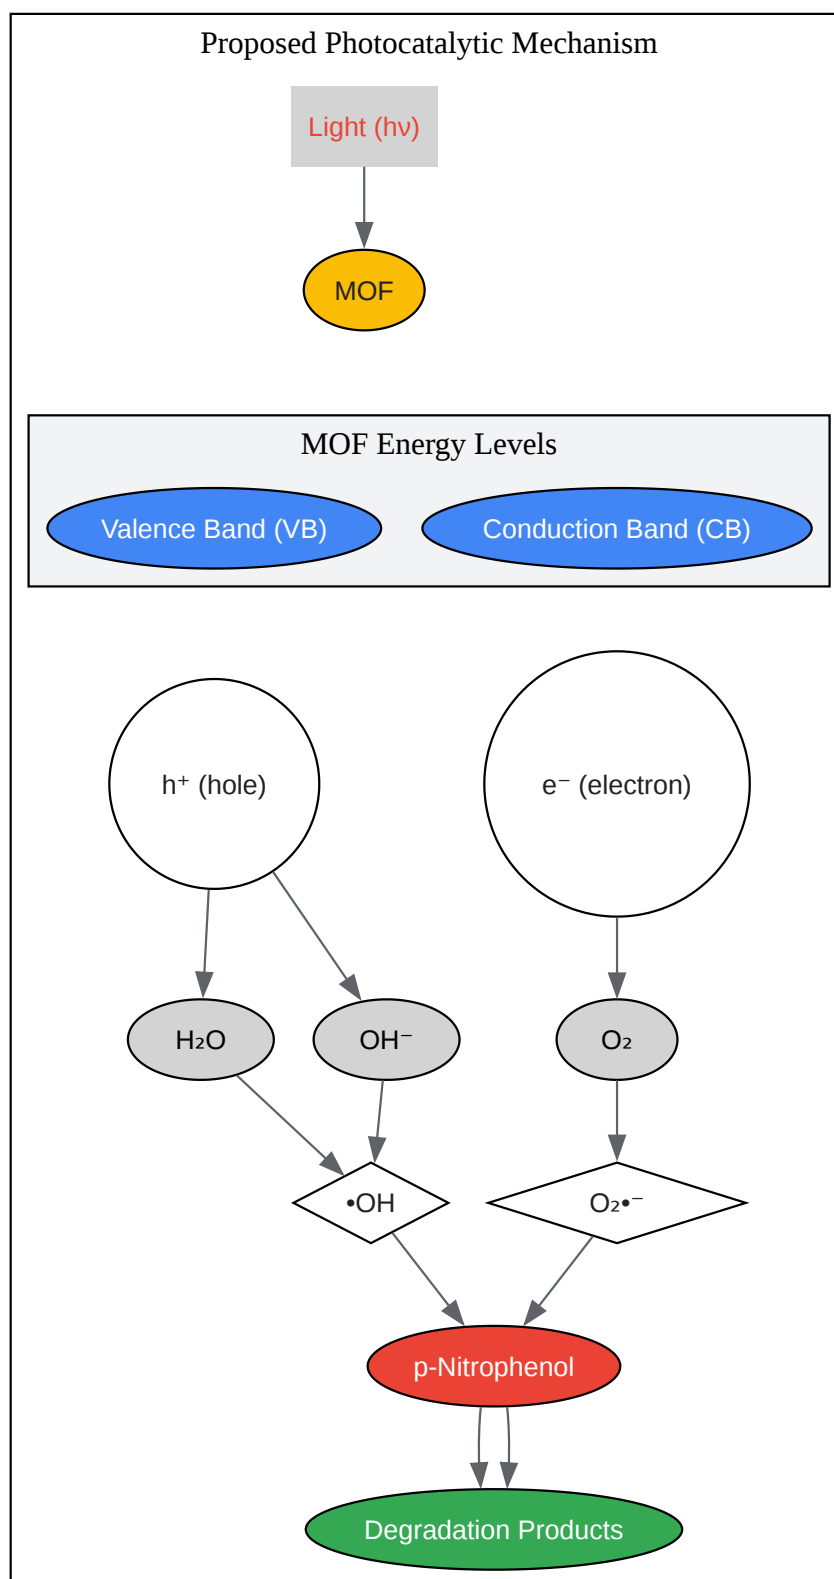 Proposed Photocatalytic Mechanism
Light (hν)
MOF
MOF Energy Levels
Valence Band (VB)
Conduction Band (CB)
h⁺ (hole)
e⁻ (electron)
H₂O
OH⁻
O₂
•OH
O₂•⁻
p-Nitrophenol
Degradation Products